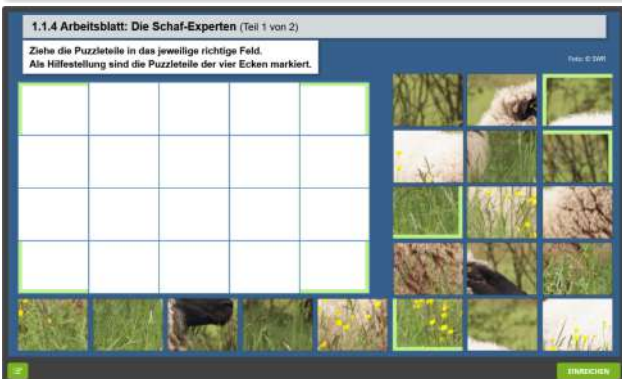 1.1.4 Arbeitsblatt: Die Schaf-Experten (Teil 1 von 2)
Ziehe die Puzzleteile in das jeweilige richtige Feld.
Als Hilfestellung sind die Puzzleteile der vier Ecken markiert.
Foto: © SWR
EINREICHEN